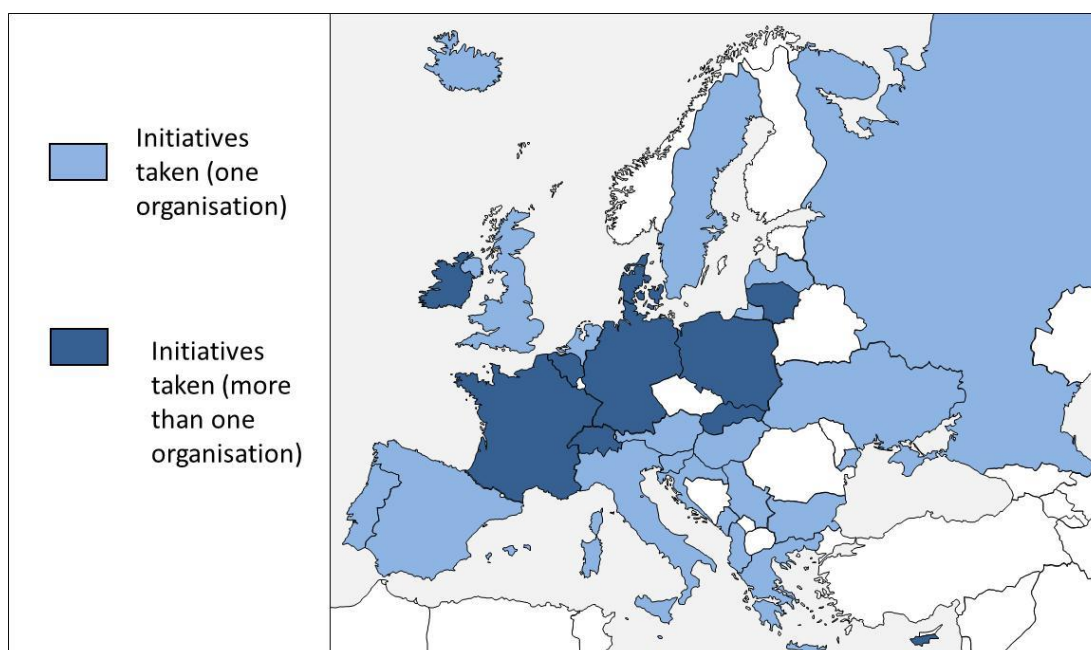 Initiatives
taken (one
organisation)
Initiatives
taken (more
than one
organisation)